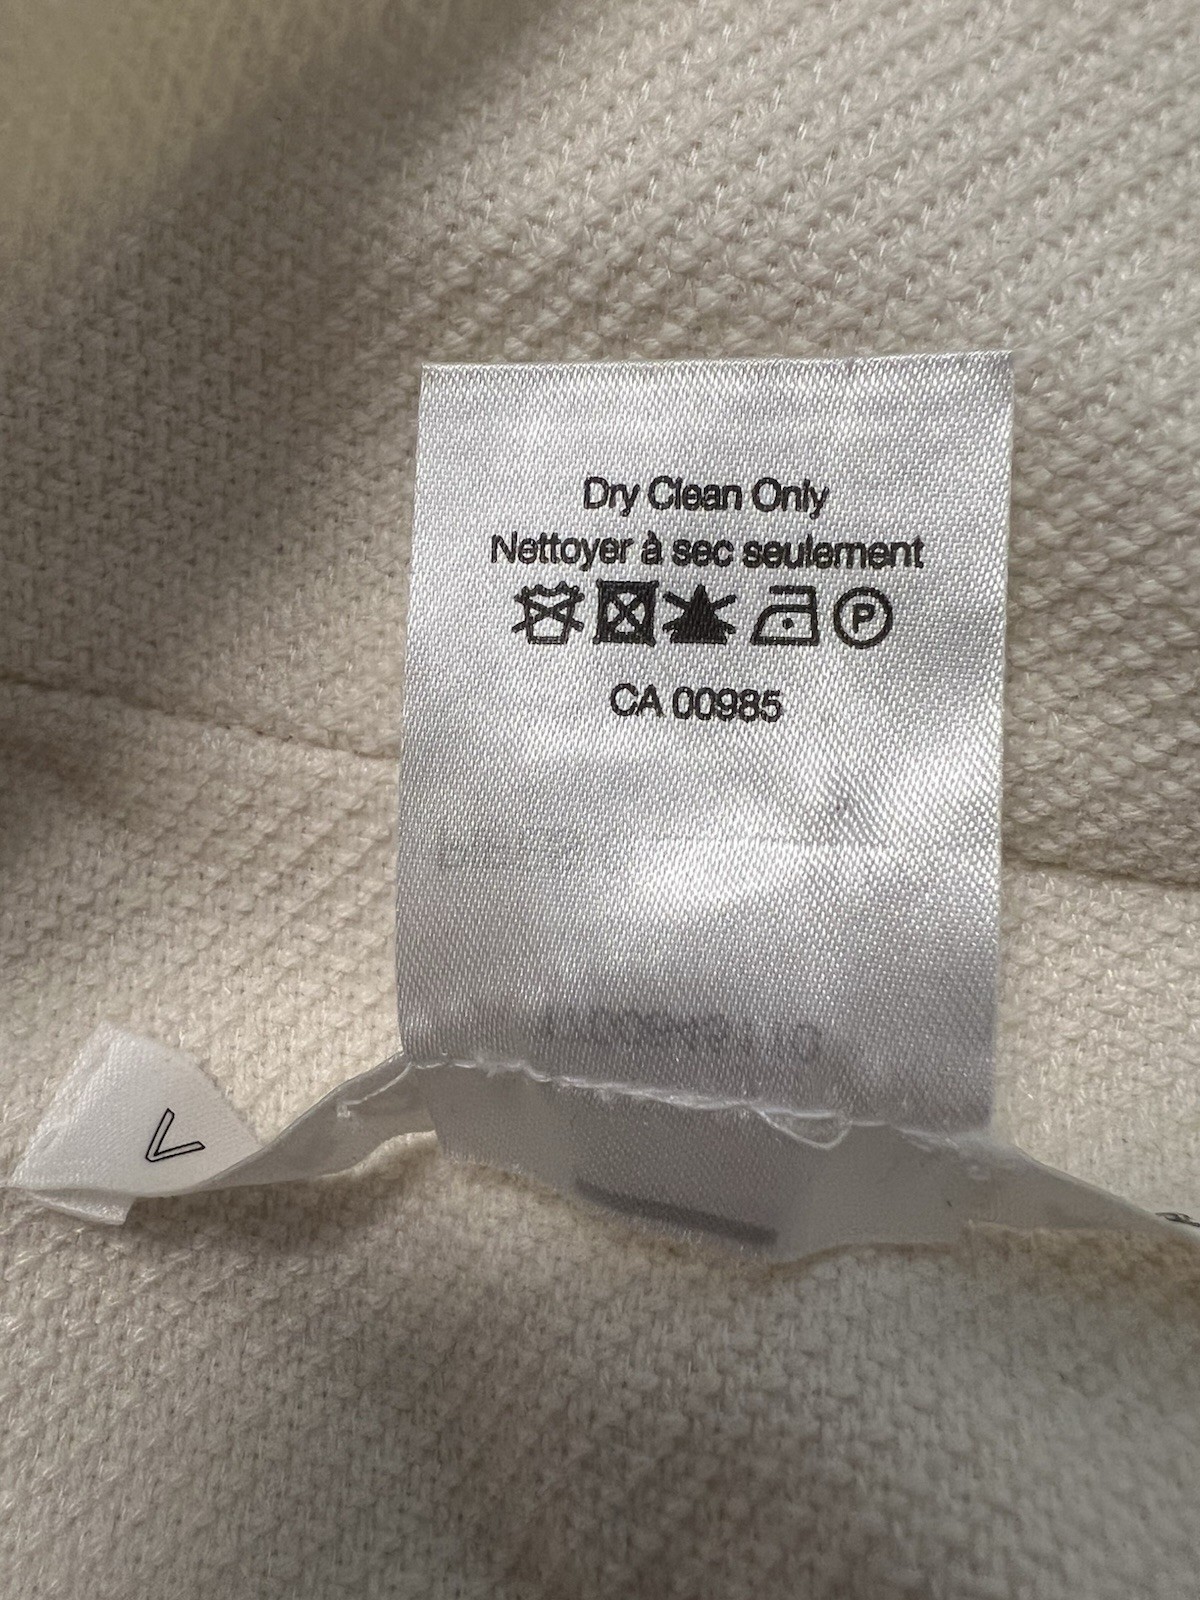 Dry Clean Only
Nettoyer à sec seulement
P
CA 00985